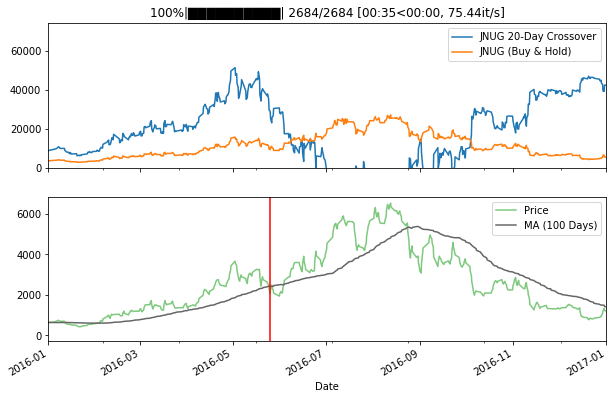 100%|██████████| 2684/2684 [00:35<00:00, 75.44it/s]
60000
40000
20000
0
JNUG 20-Day Crossover
JNUG (Buy & Hold)
6000
4000
2000
0
Price
MA (100 Days)
2016-01
2016-03
2016-05
2016-07
2016-09
2016-11
2017-01
Date